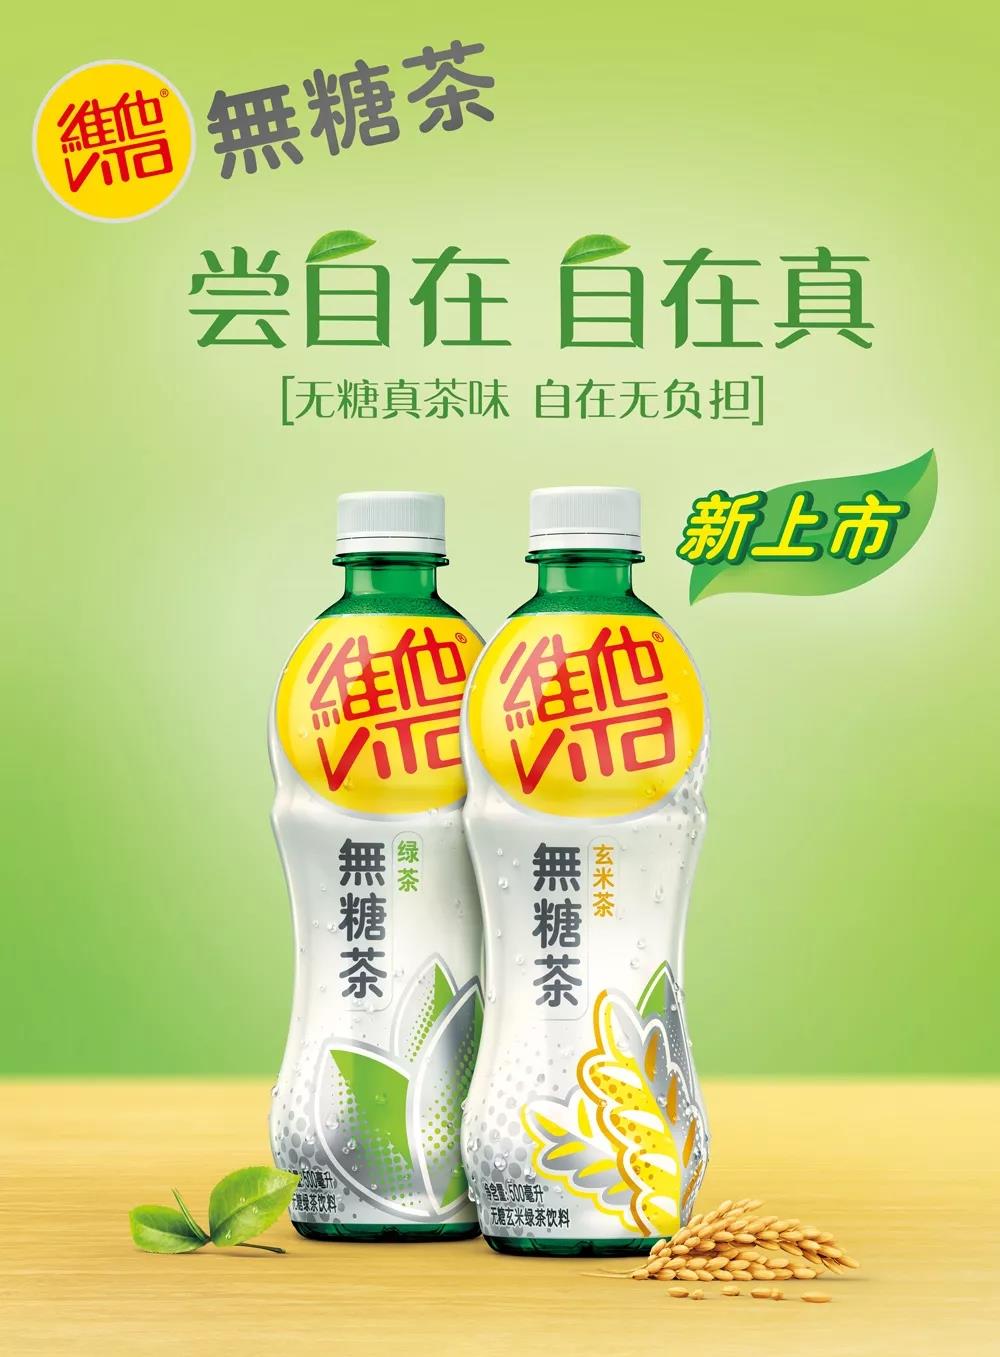 維他®
無糖茶
尝自在 自在真
[无糖真茶味 自在无负担]
新上市
維他®
無糖茶
绿茶
500毫升
无糖绿茶饮料
維他®
無糖茶
玄米茶
净含量:500毫升
无糖玄米绿茶饮料